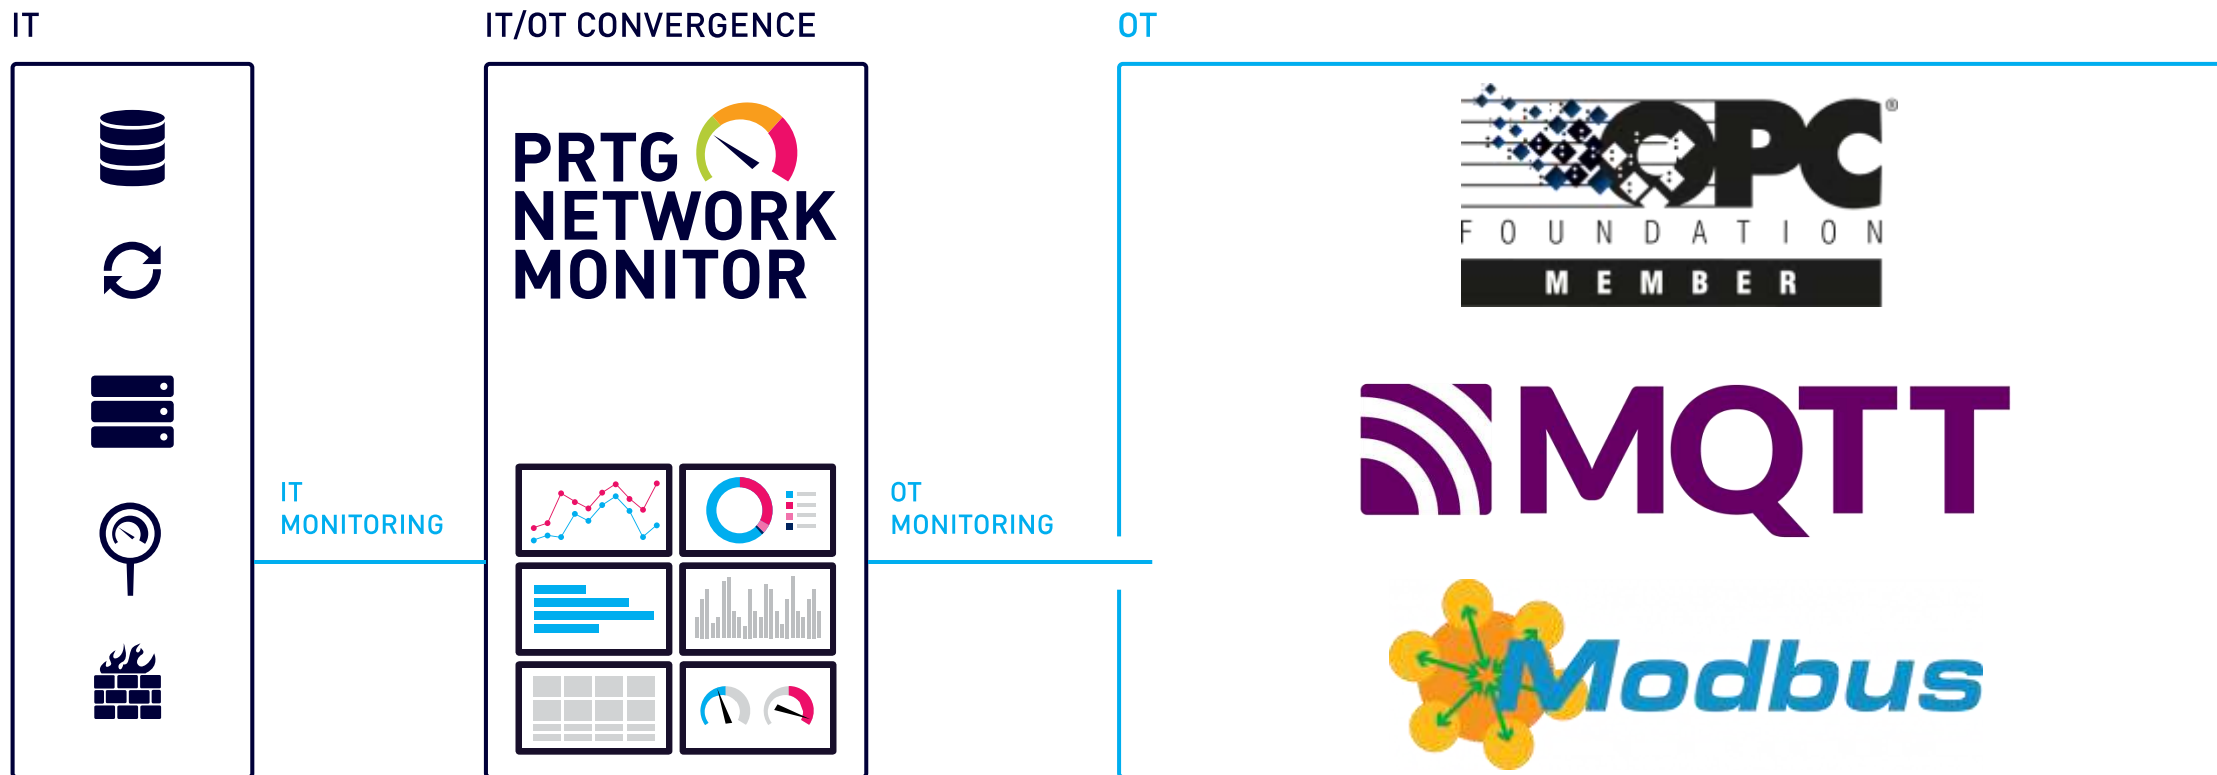 IT
IT/OT CONVERGENCE
OT
PRTG
NETWORK
MONITOR
IT
MONITORING
OT
MONITORING
OPC®
FOUNDATION
MEMBER
MQTT
Modbus